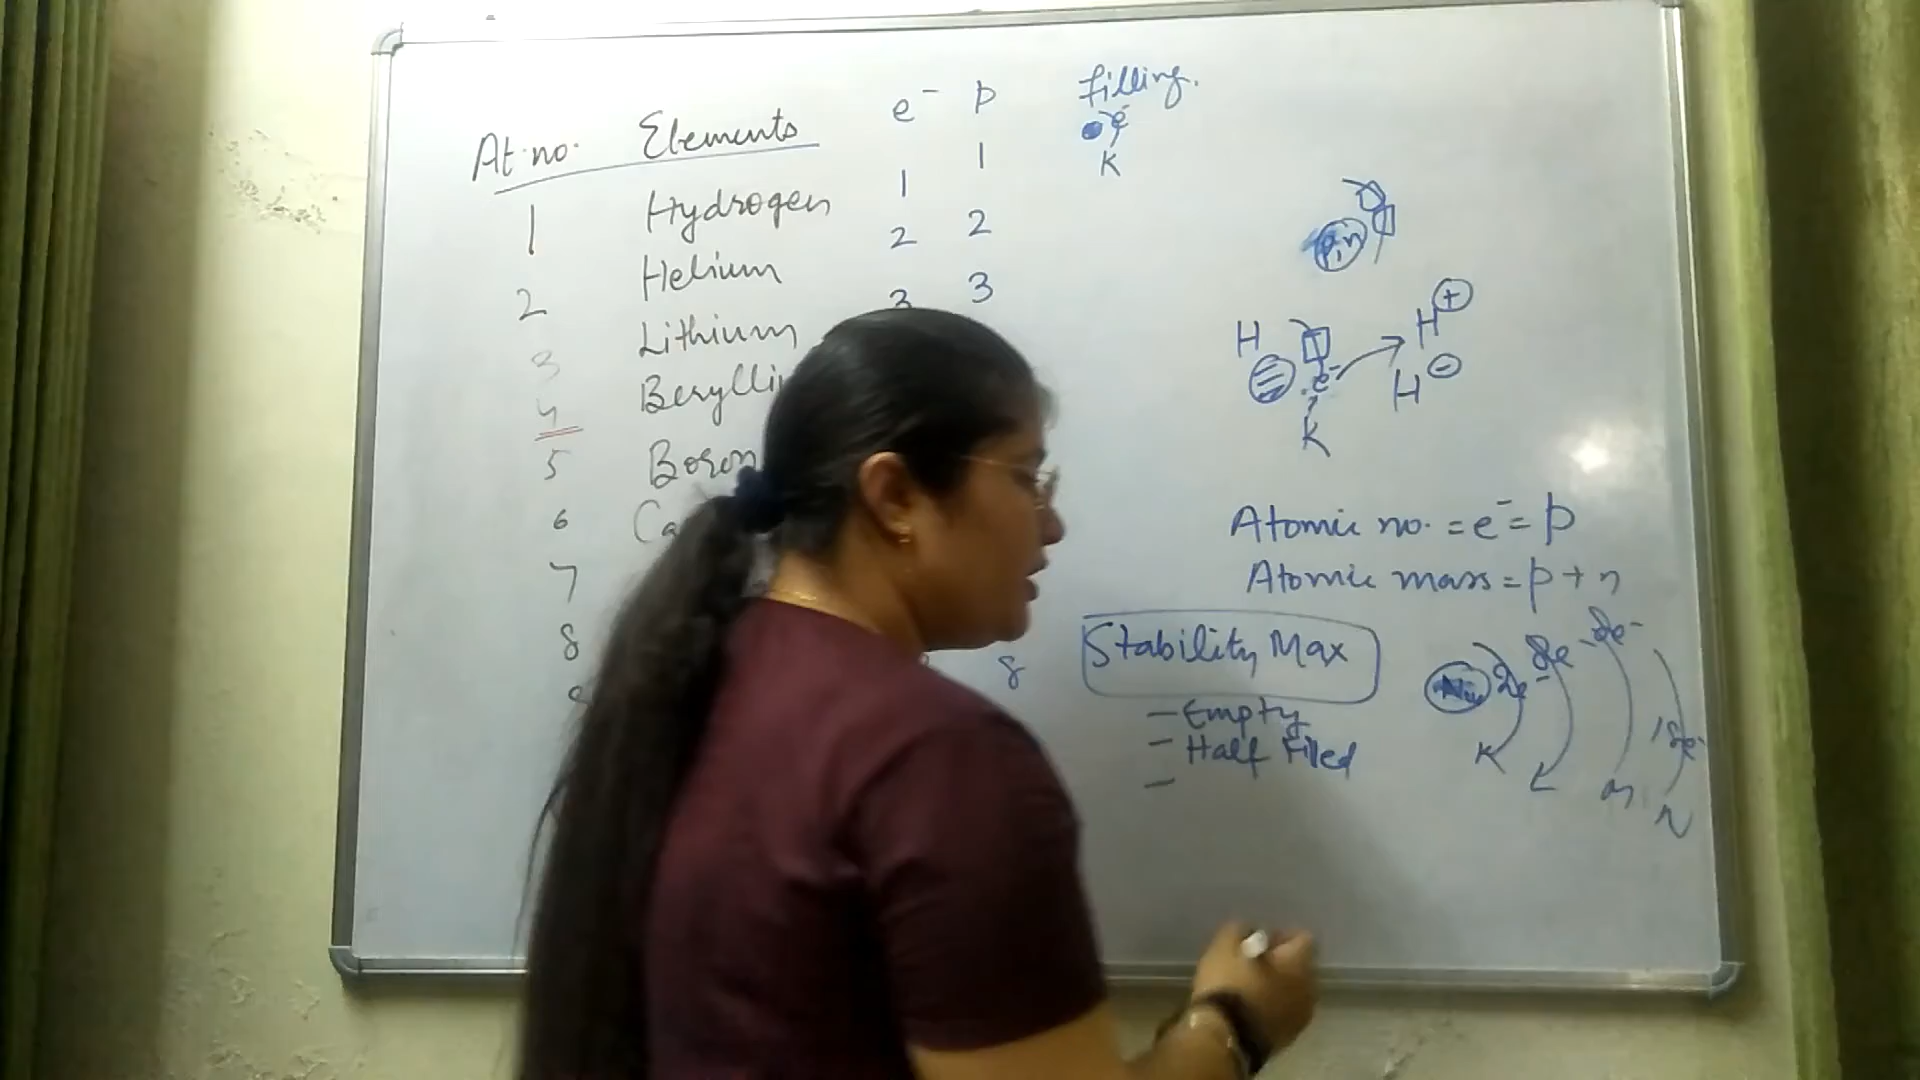 At.no. Elements e⁻ p filling.
e⁻
K
1 Hydrogen 1 1
2 Helium 2 2
3 Lithium 3 3
4 Berylli
5 Boron
6 Ca
7
8 8
9
p,n
H e⁻ H⁺
H⁻
K
Atomic no. = e⁻ = p
Atomic mass = p + n
Stability Max
- Empty
- Half Filled
-
2e⁻ 8e⁻ 8e⁻ 18e⁻
K L M N